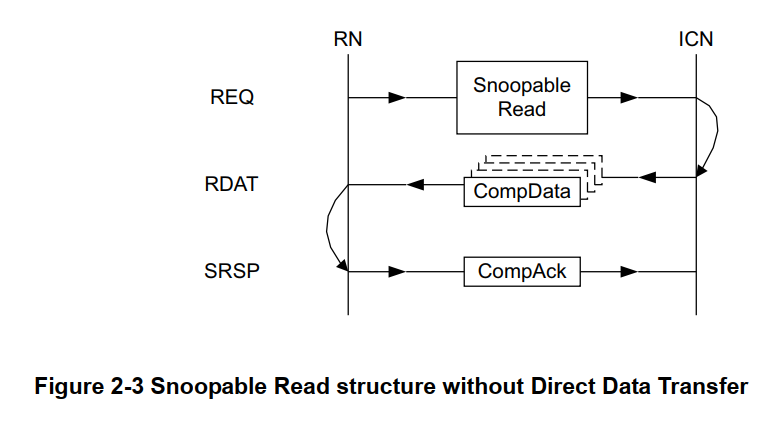 RN ICN
REQ Snoopable
Read
RDAT CompData
SRSP CompAck
Figure 2-3 Snoopable Read structure without Direct Data Transfer